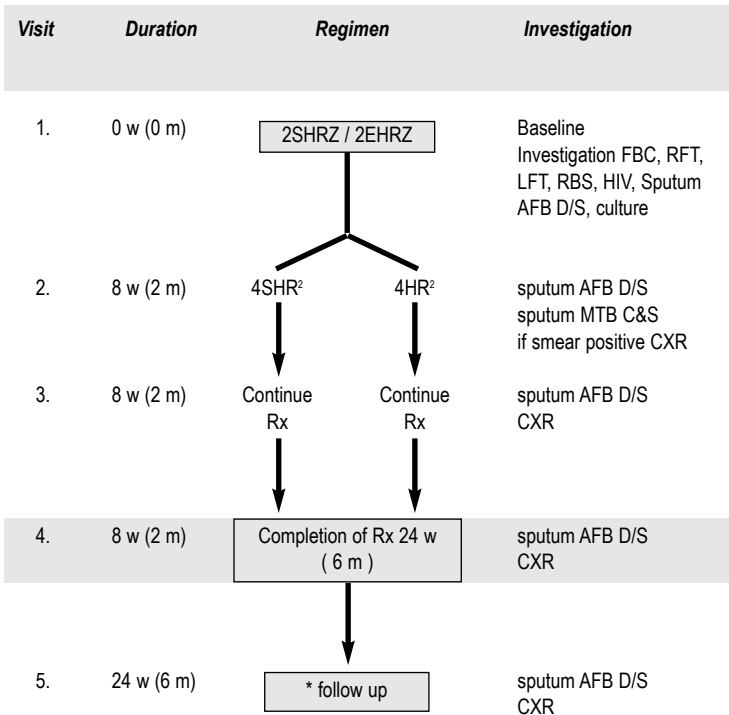 Visit Duration Regimen Investigation
1. 0 w (0 m) 2SHRZ / 2EHRZ Baseline
Investigation FBC, RFT,
LFT, RBS, HIV, Sputum
AFB D/S, culture
2. 8 w (2 m) 4SHR² 4HR² sputum AFB D/S
sputum MTB C&S
if smear positive CXR
3. 8 w (2 m) Continue Continue sputum AFB D/S
Rx Rx CXR
4. 8 w (2 m) Completion of Rx 24 w sputum AFB D/S
( 6 m ) CXR
5. 24 w (6 m) * follow up sputum AFB D/S
CXR